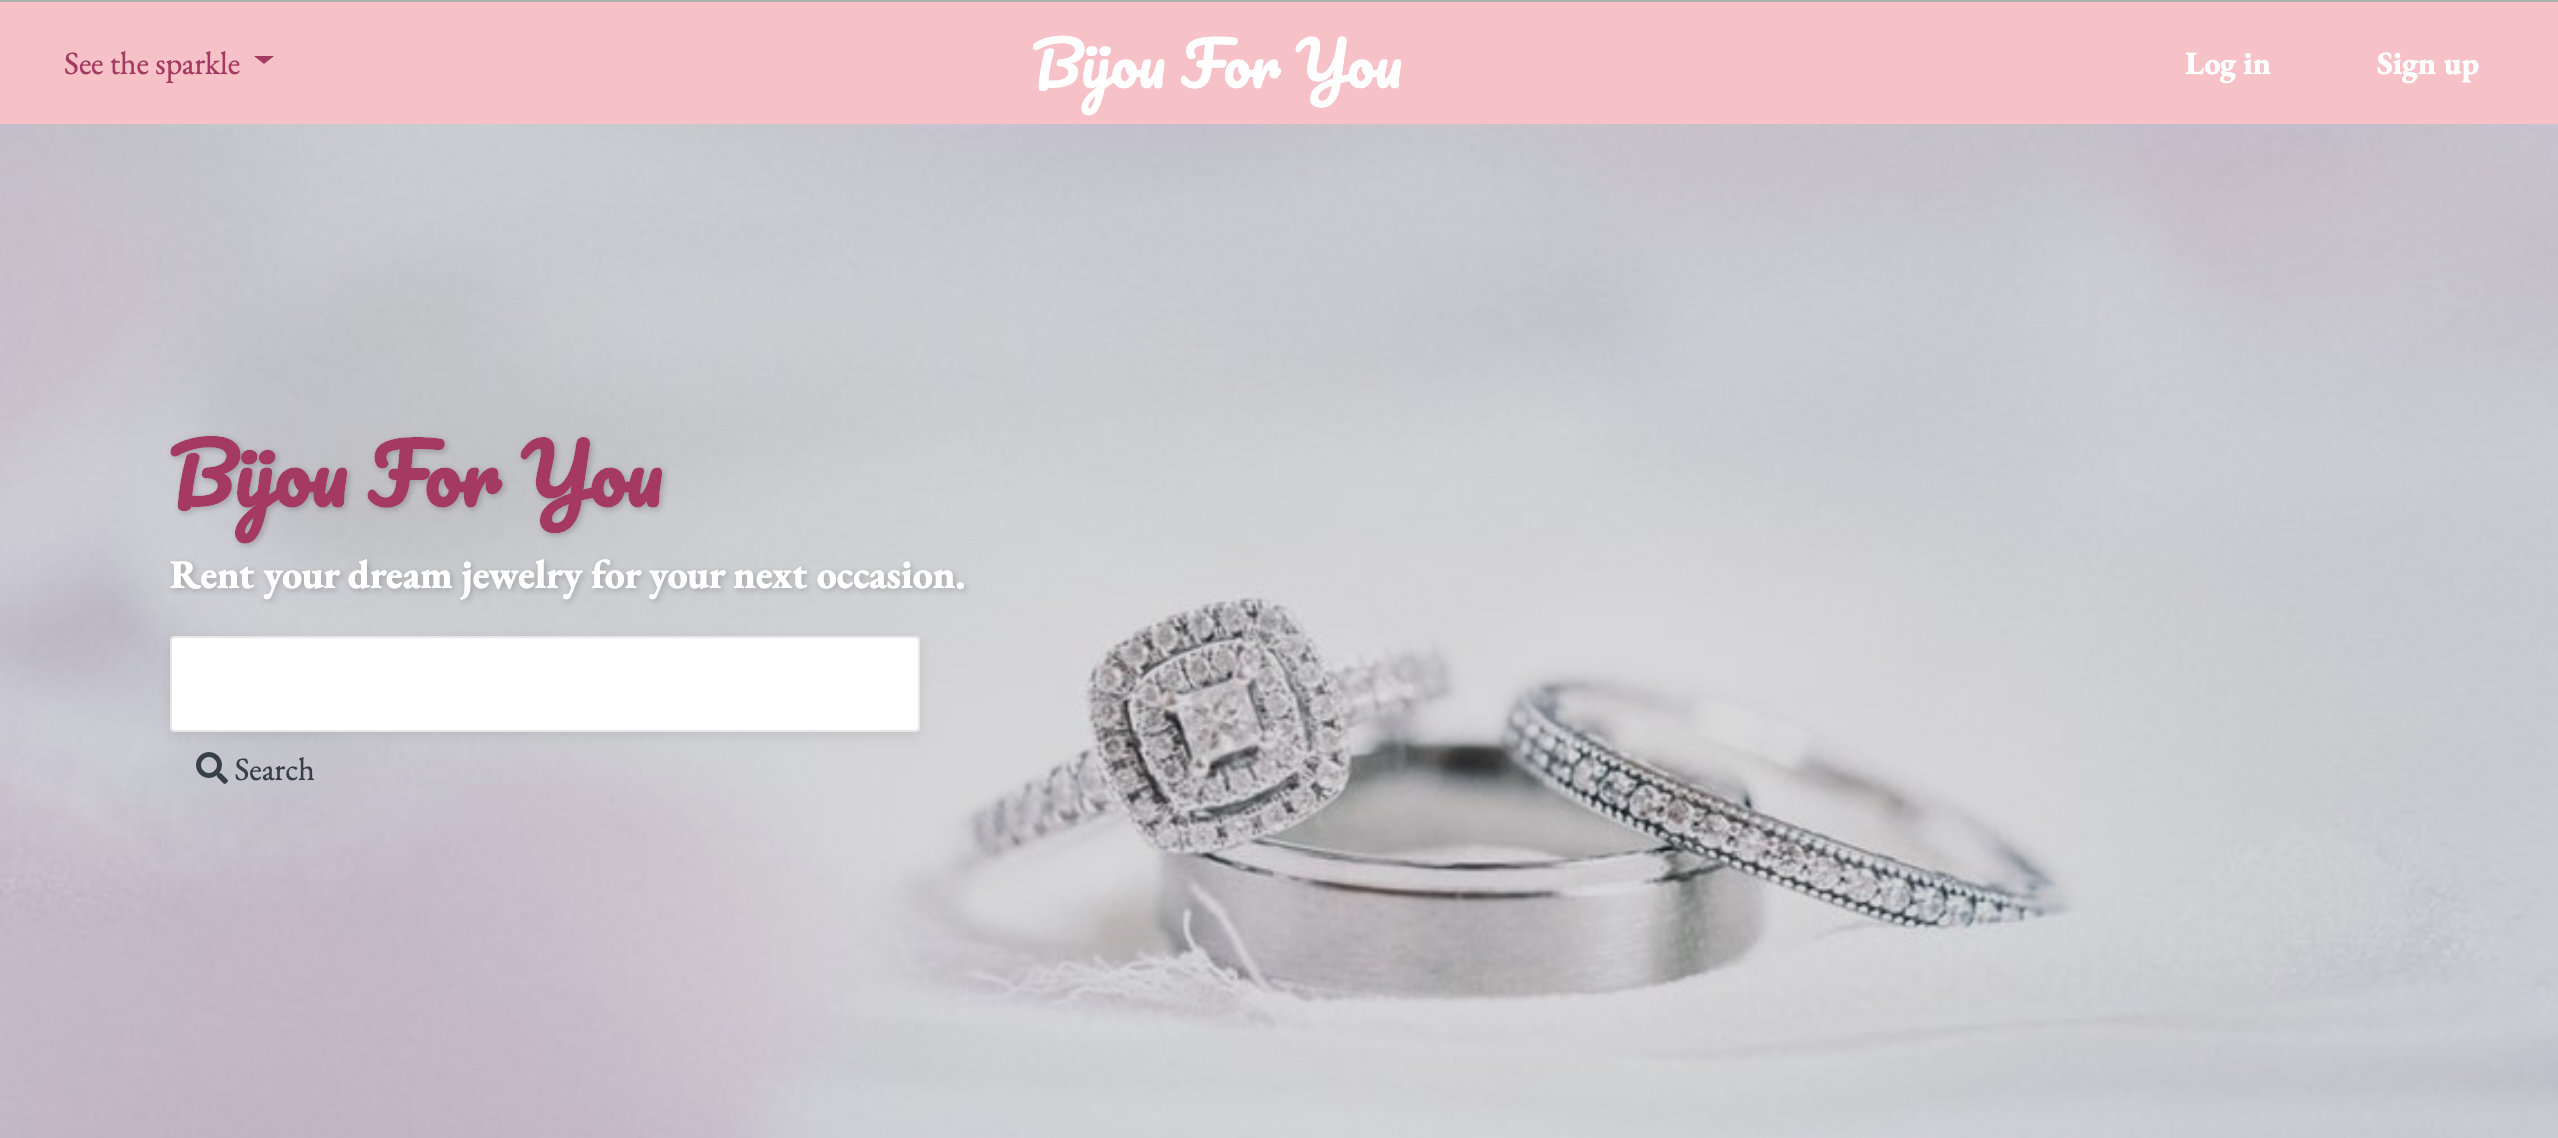 See the sparkle
Bijou For You
Log in
Sign up
Bijou For You
Rent your dream jewelry for your next occasion.
Search